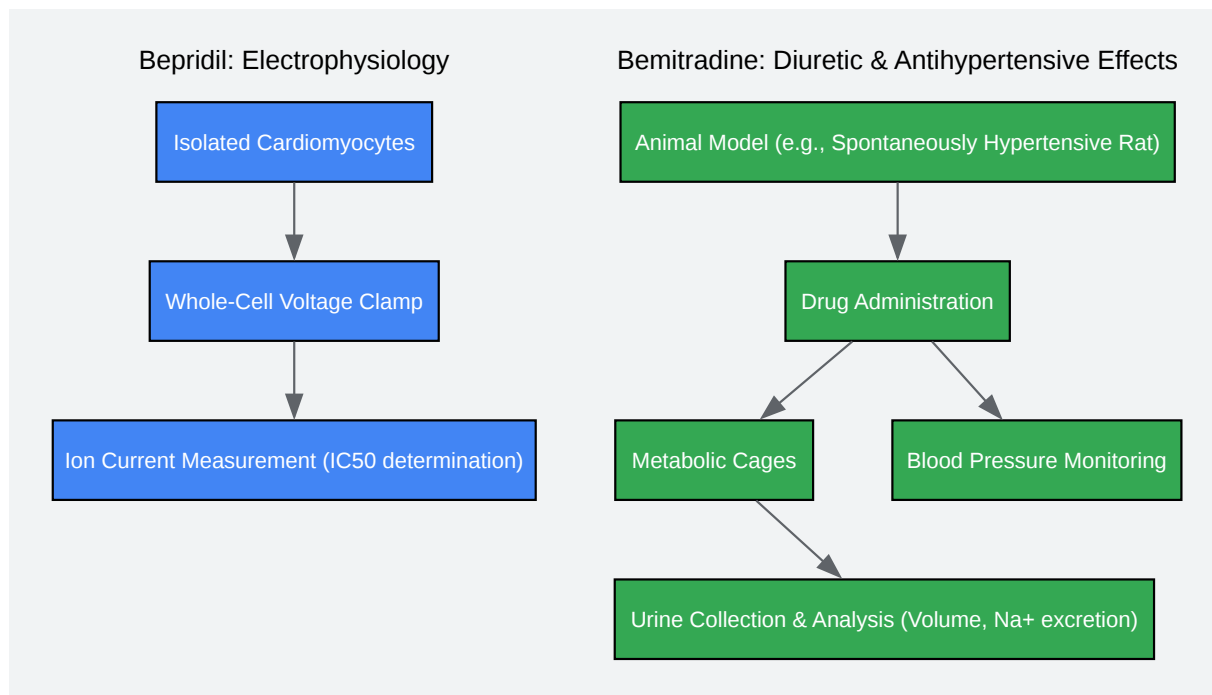 Bepridil: Electrophysiology
Isolated Cardiomyocytes
Whole-Cell Voltage Clamp
Ion Current Measurement (IC50 determination)
Bemitradine: Diuretic & Antihypertensive Effects
Animal Model (e.g., Spontaneously Hypertensive Rat)
Drug Administration
Metabolic Cages
Blood Pressure Monitoring
Urine Collection & Analysis (Volume, Na+ excretion)